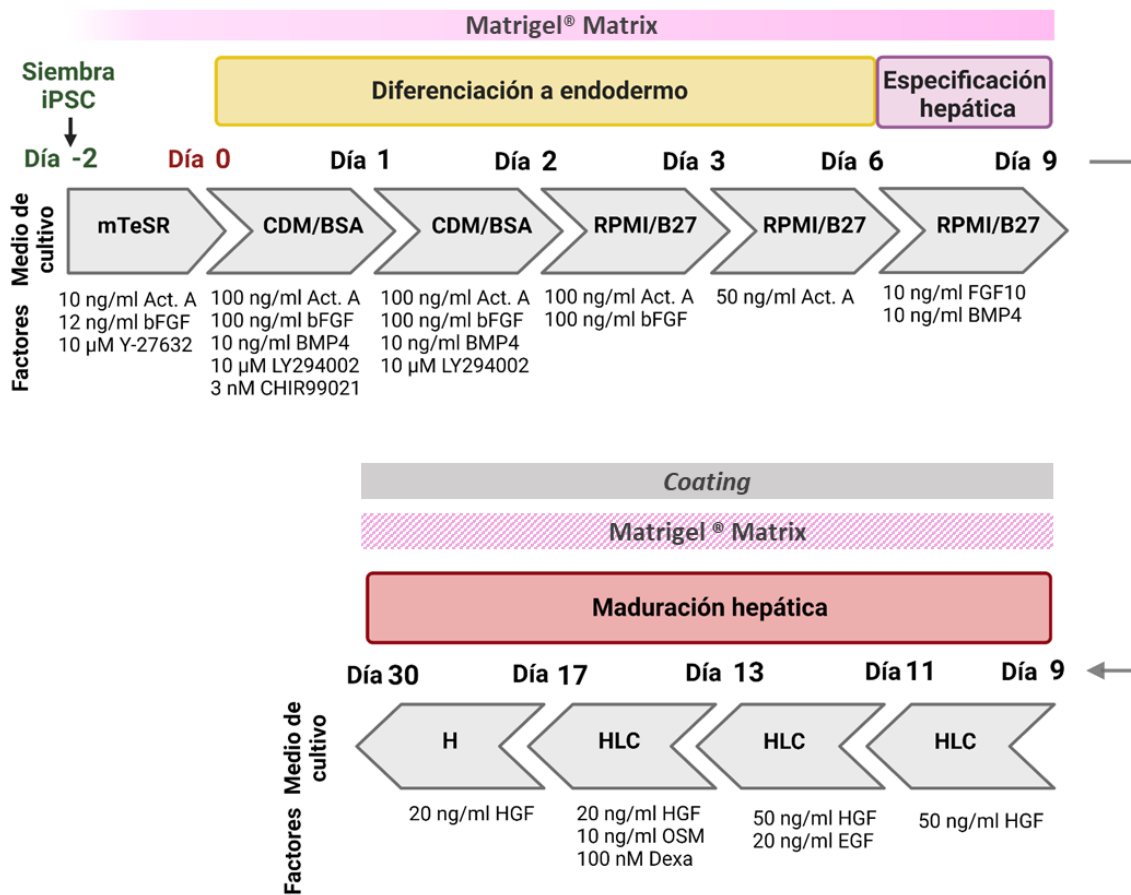 Matrigel® Matrix
Siembra
iPSC
Diferenciación a endodermo
Especificación
hepática
Día -2
Día 0
Día 1
Día 2
Día 3
Día 6
Día 9
Medio de
cultivo
mTeSR
CDM/BSA
CDM/BSA
RPMI/B27
RPMI/B27
RPMI/B27
Factores
10 ng/ml Act. A
12 ng/ml bFGF
10 µM Y-27632
100 ng/ml Act. A
100 ng/ml bFGF
10 ng/ml BMP4
10 µM LY294002
3 nM CHIR99021
100 ng/ml Act. A
100 ng/ml bFGF
10 ng/ml BMP4
10 µM LY294002
100 ng/ml Act. A
100 ng/ml bFGF
50 ng/ml Act. A
10 ng/ml FGF10
10 ng/ml BMP4
Coating
Matrigel ® Matrix
Maduración hepática
Día 30
Día 17
Día 13
Día 11
Día 9
Medio de
cultivo
H
HLC
HLC
HLC
Factores
20 ng/ml HGF
20 ng/ml HGF
10 ng/ml OSM
100 nM Dexa
50 ng/ml HGF
20 ng/ml EGF
50 ng/ml HGF